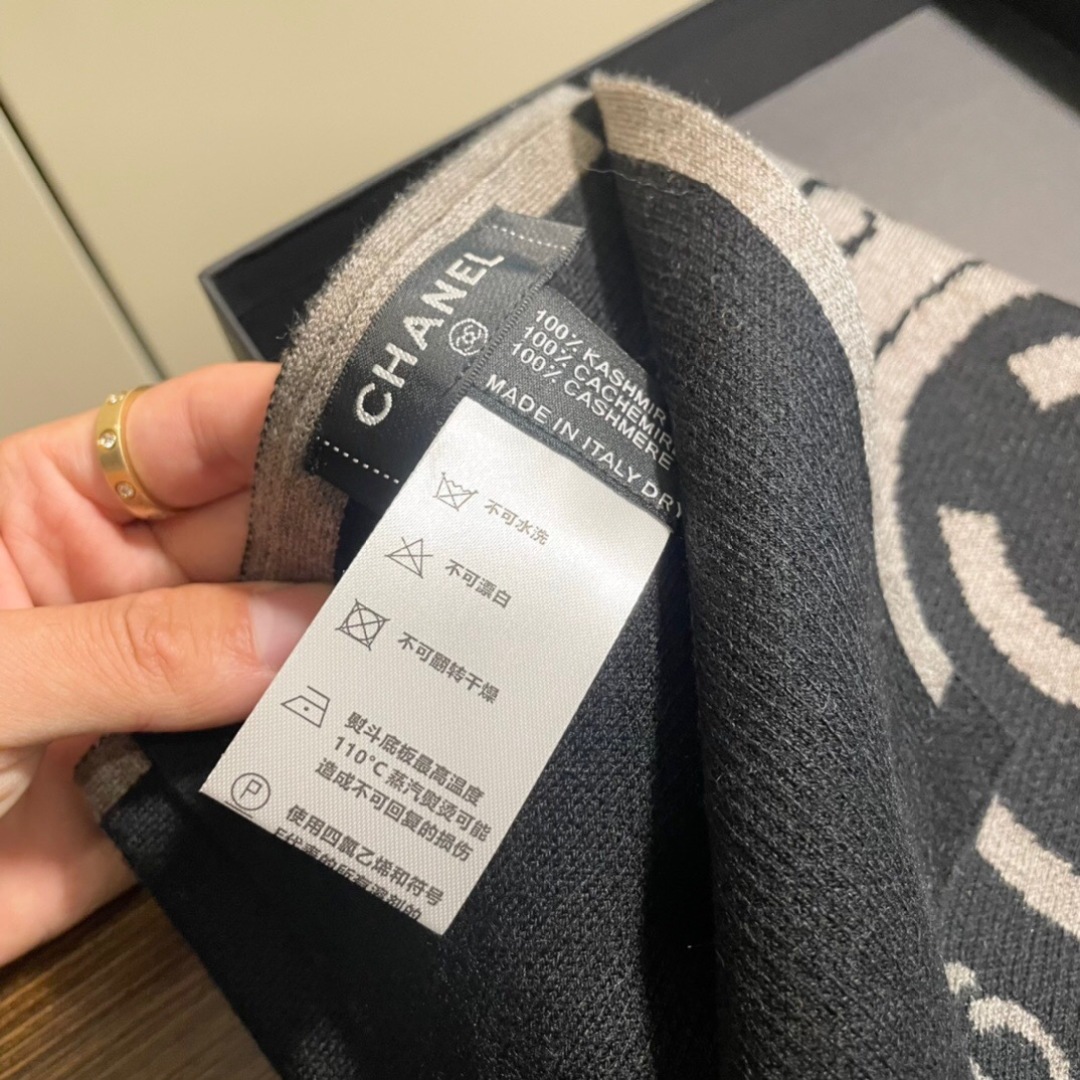 CHANEL
100% KASHMIR
100% CACHEMIRE
100% CASHMERE
MADE IN ITALY DRY
不可水洗
不可漂白
不可翻转干燥
熨斗底板最高温度
110°C 蒸汽熨烫可能
造成不可回复的损伤
P
使用四氯乙烯和符号